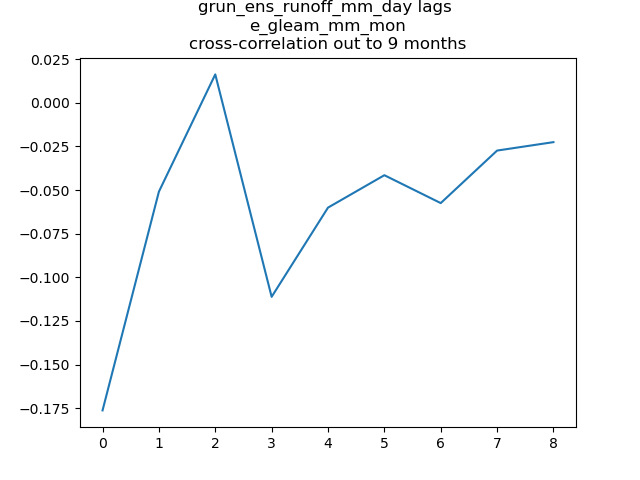 grun_ens_runoff_mm_day lags
e_gleam_mm_mon
cross-correlation out to 9 months
0.025
0.000
−0.025
−0.050
−0.075
−0.100
−0.125
−0.150
−0.175
0 1 2 3 4 5 6 7 8